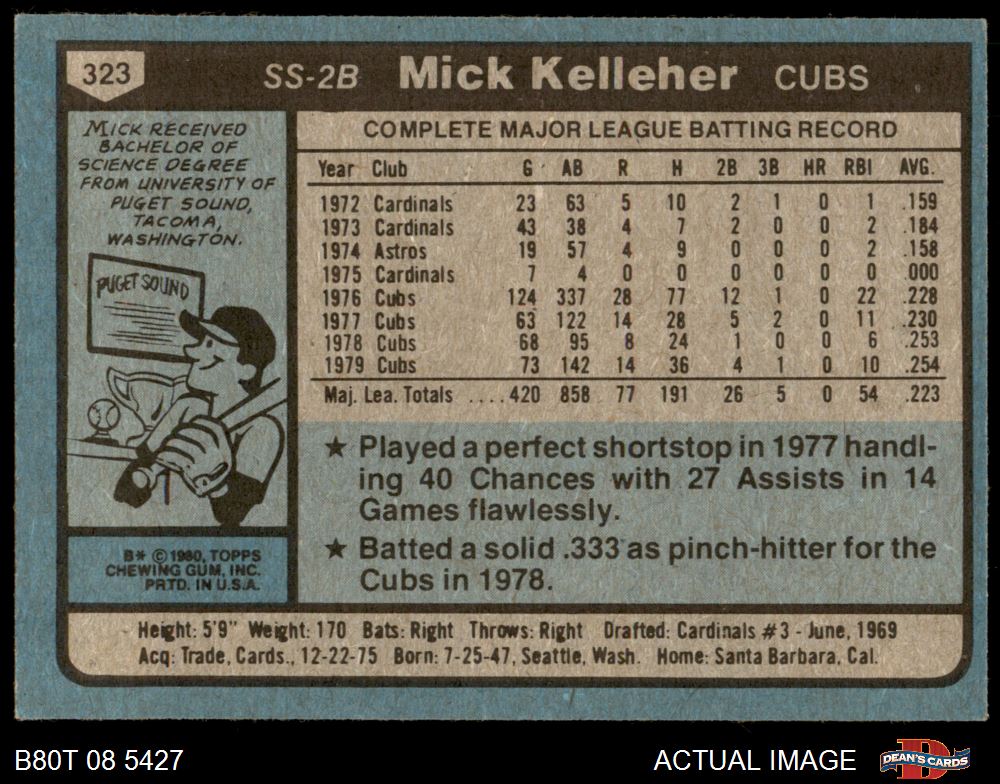 323 SS-2B Mick Kelleher CUBS
MICK RECEIVED
BACHELOR OF
SCIENCE DEGREE
FROM UNIVERSITY OF
PUGET SOUND,
TACOMA,
WASHINGTON.
PUGET SOUND
B* ©1980, TOPPS
CHEWING GUM, INC.
PRTD. IN U.S.A.
COMPLETE MAJOR LEAGUE BATTING RECORD
Year Club G AB R H 2B 3B HR RBI AVG.
1972 Cardinals 23 63 5 10 2 1 0 1 .159
1973 Cardinals 43 38 4 7 2 0 0 2 .184
1974 Astros 19 57 4 9 0 0 0 2 .158
1975 Cardinals 7 4 0 0 0 0 0 0 .000
1976 Cubs 124 337 28 77 12 1 0 22 .228
1977 Cubs 63 122 14 28 5 2 0 11 .230
1978 Cubs 68 95 8 24 1 0 0 6 .253
1979 Cubs 73 142 14 36 4 1 0 10 .254
Maj. Lea. Totals ....420 858 77 191 26 5 0 54 .223
★ Played a perfect shortstop in 1977 handl-
ing 40 Chances with 27 Assists in 14
Games flawlessly.
★ Batted a solid .333 as pinch-hitter for the
Cubs in 1978.
Height: 5'9" Weight: 170 Bats: Right Throws: Right Drafted: Cardinals #3 - June, 1969
Acq: Trade, Cards., 12-22-75 Born: 7-25-47, Seattle, Wash. Home: Santa Barbara, Cal.
B80T 08 5427 ACTUAL IMAGE DEAN'S CARDS